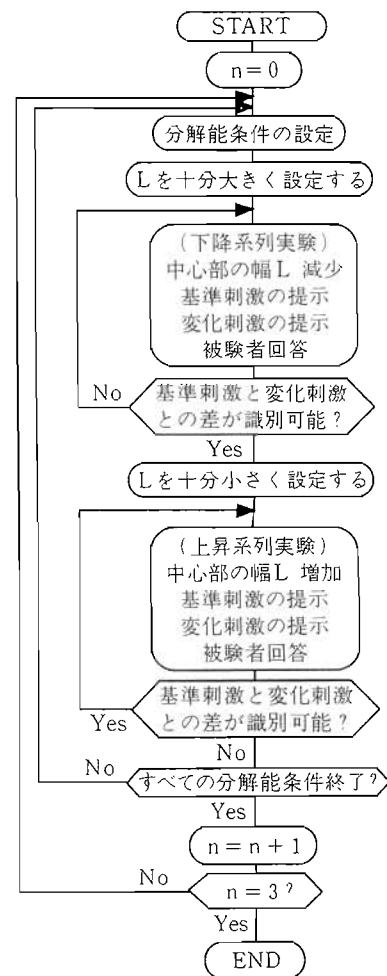 START
n=0
分解能条件の設定
Lを十分大きく設定する
(下降系列実験)
中心部の幅L 減少
基準刺激の提示
変化刺激の提示
被験者回答
No
基準刺激と変化刺激
との差が識別可能?
Yes
Lを十分小さく設定する
(上昇系列実験)
中心部の幅L 増加
基準刺激の提示
変化刺激の提示
被験者回答
基準刺激と変化刺激
との差が識別可能?
Yes
No
No
すべての分解能条件終了?
Yes
n=n+1
No
n=3?
Yes
END